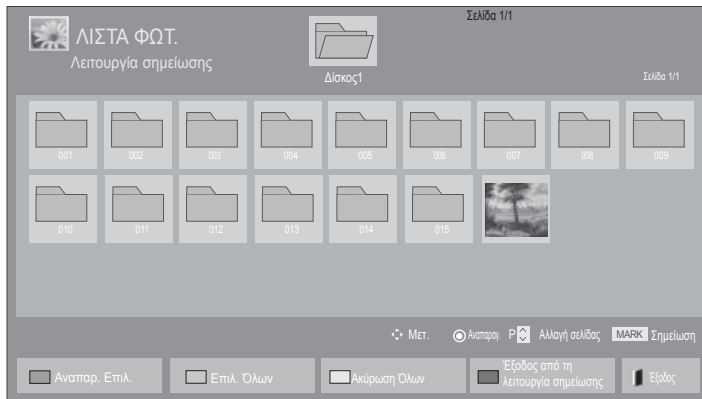 Σελίδα 1/1
ΛΙΣΤΑ ΦΩΤ.
Λειτουργία σημείωσης
Δίσκος1
Σελίδα 1/1
001 002 003 004 005 006 007 008 009
010 011 012 013 014 015
Μετ. Αναπαραγ. P Αλλαγή σελίδας MARK Σημείωση
Αναπαρ. Επιλ. Επιλ. Όλων Ακύρωση Όλων Έξοδος από τη
λειτουργία σημείωσης Έξοδος